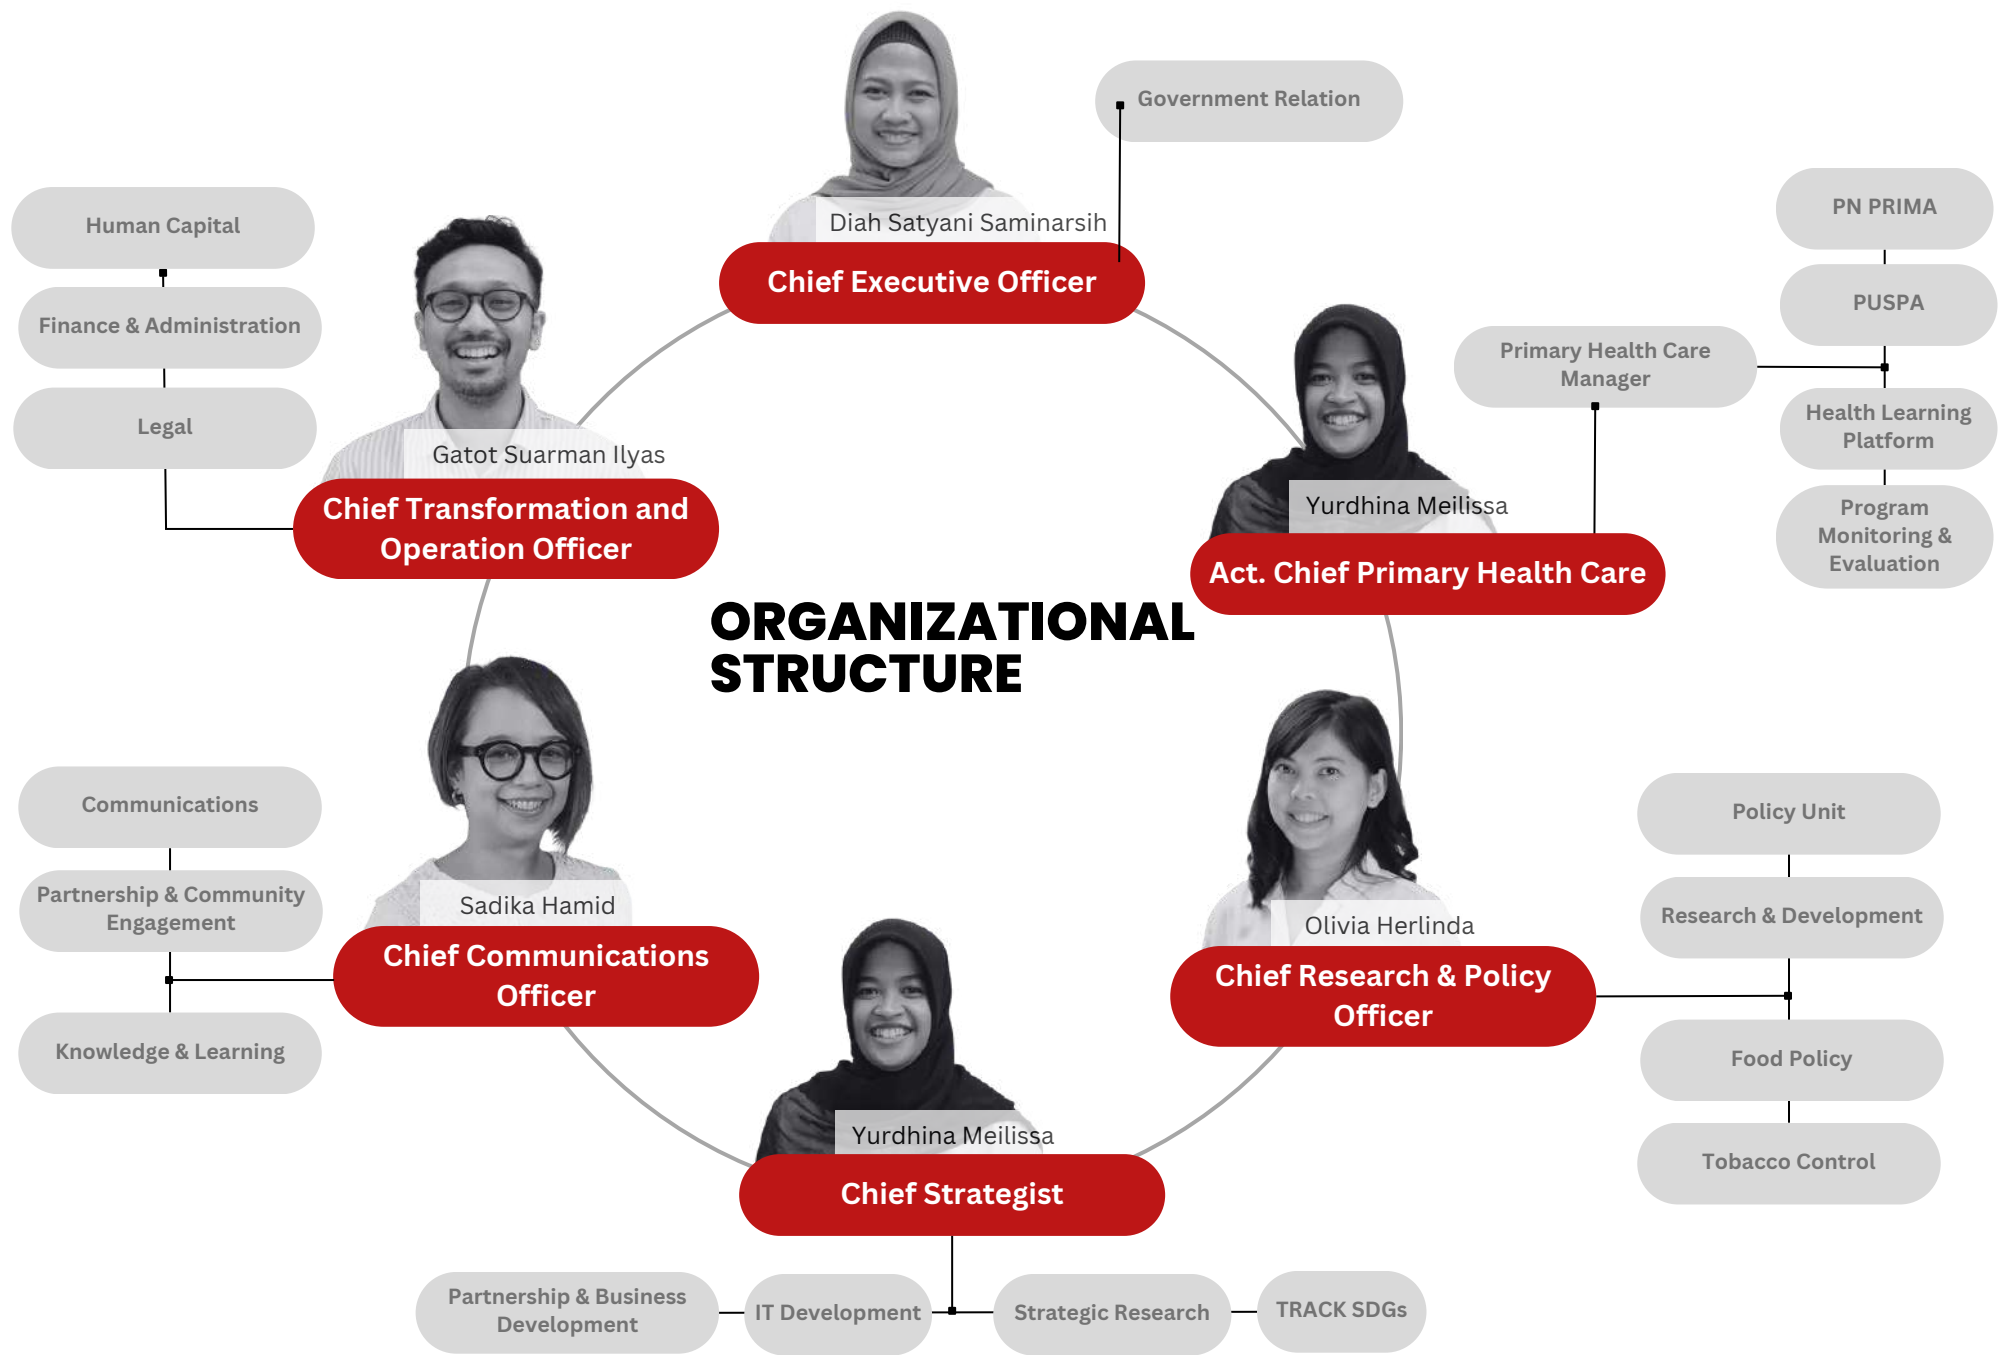 Government Relation
Diah Satyani Saminarsih
Chief Executive Officer
Human Capital
Finance & Administration
Legal
Gatot Suarman Ilyas
Chief Transformation and
Operation Officer
PN PRIMA
PUSPA
Primary Health Care
Manager
Health Learning
Platform
Program
Monitoring &
Evaluation
Yurdhina Meilissa
Act. Chief Primary Health Care
ORGANIZATIONAL
STRUCTURE
Communications
Partnership & Community
Engagement
Knowledge & Learning
Sadika Hamid
Chief Communications
Officer
Olivia Herlinda
Chief Research & Policy
Officer
Policy Unit
Research & Development
Food Policy
Tobacco Control
Yurdhina Meilissa
Chief Strategist
Partnership & Business
Development
IT Development
Strategic Research
TRACK SDGs